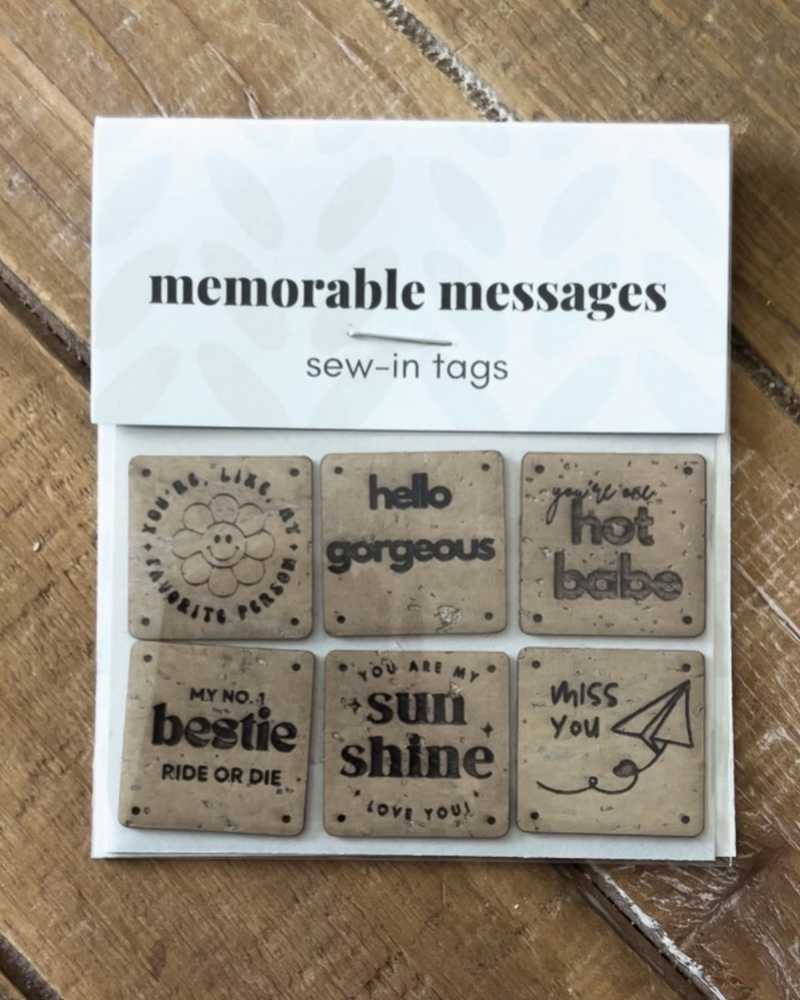 memorable messages
sew-in tags
YOU'RE, LIKE, MY
FAVORITE PERSON
hello
gorgeous
you're one
hot
babe
MY NO. 1
bestie
RIDE OR DIE
YOU ARE MY
sun
shine
LOVE YOU!
MISS
YOU